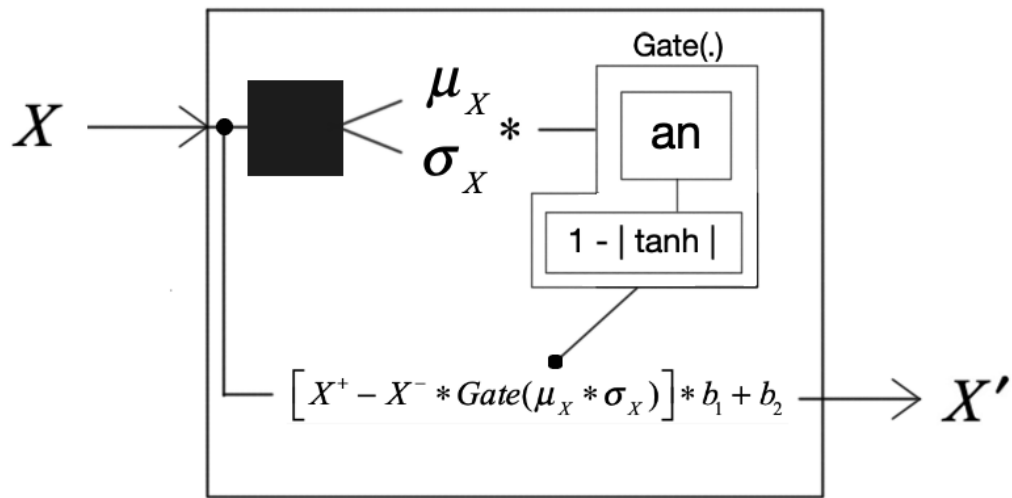 Gate(.)
X
μ_X
σ_X
*
an
1 - | tanh |
[X⁺ − X⁻ * Gate(μ_X * σ_X)] * b₁ + b₂
X′